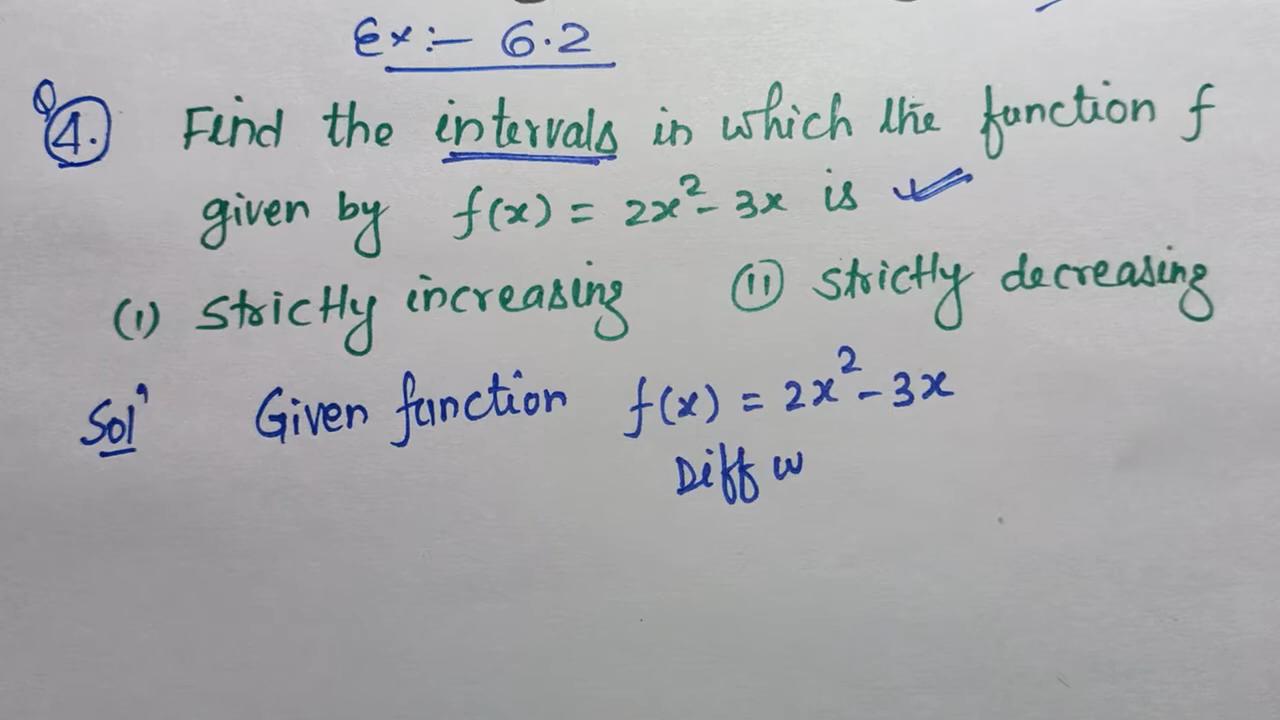 Ex:- 6.2
Q4. Find the intervals in which the function f
given by f(x) = 2x² - 3x is
(i) strictly increasing (ii) strictly decreasing
Solⁿ Given function f(x) = 2x² - 3x
Diff w